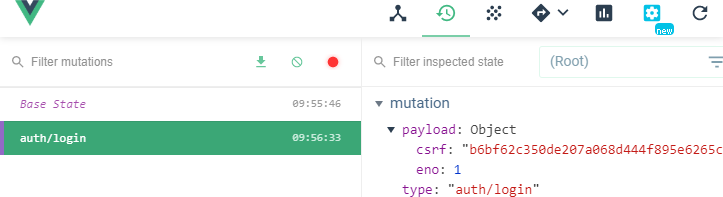 new
Filter mutations
Filter inspected state
(Root)
Base State 09:55:46
auth/login 09:56:33
mutation
payload: Object
csrf: "b6bf62c350de207a068d444f895e6265c
eno: 1
type: "auth/login"